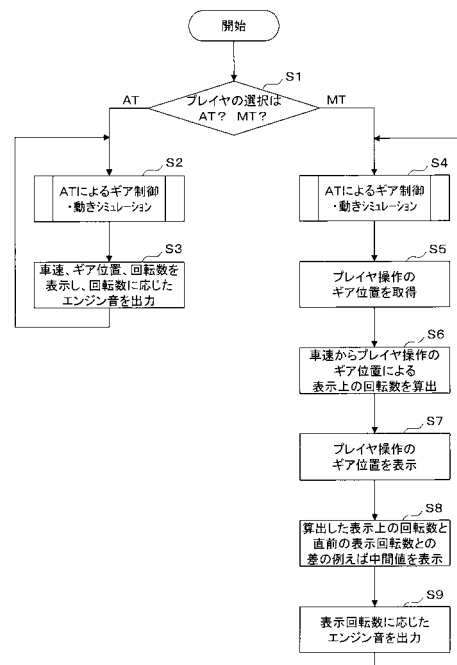 開始
S1
プレイヤの選択は
AT? MT?
AT
MT
S2
ATによるギア制御
・動きシミュレーション
S3
車速、ギア位置、回転数を
表示し、回転数に応じた
エンジン音を出力
S4
ATによるギア制御
・動きシミュレーション
S5
プレイヤ操作の
ギア位置を取得
S6
車速からプレイヤ操作の
ギア位置による
表示上の回転数を算出
S7
プレイヤ操作の
ギア位置を表示
S8
算出した表示上の回転数と
直前の表示回転数との
差の例えば中間値を表示
S9
表示回転数に応じた
エンジン音を出力